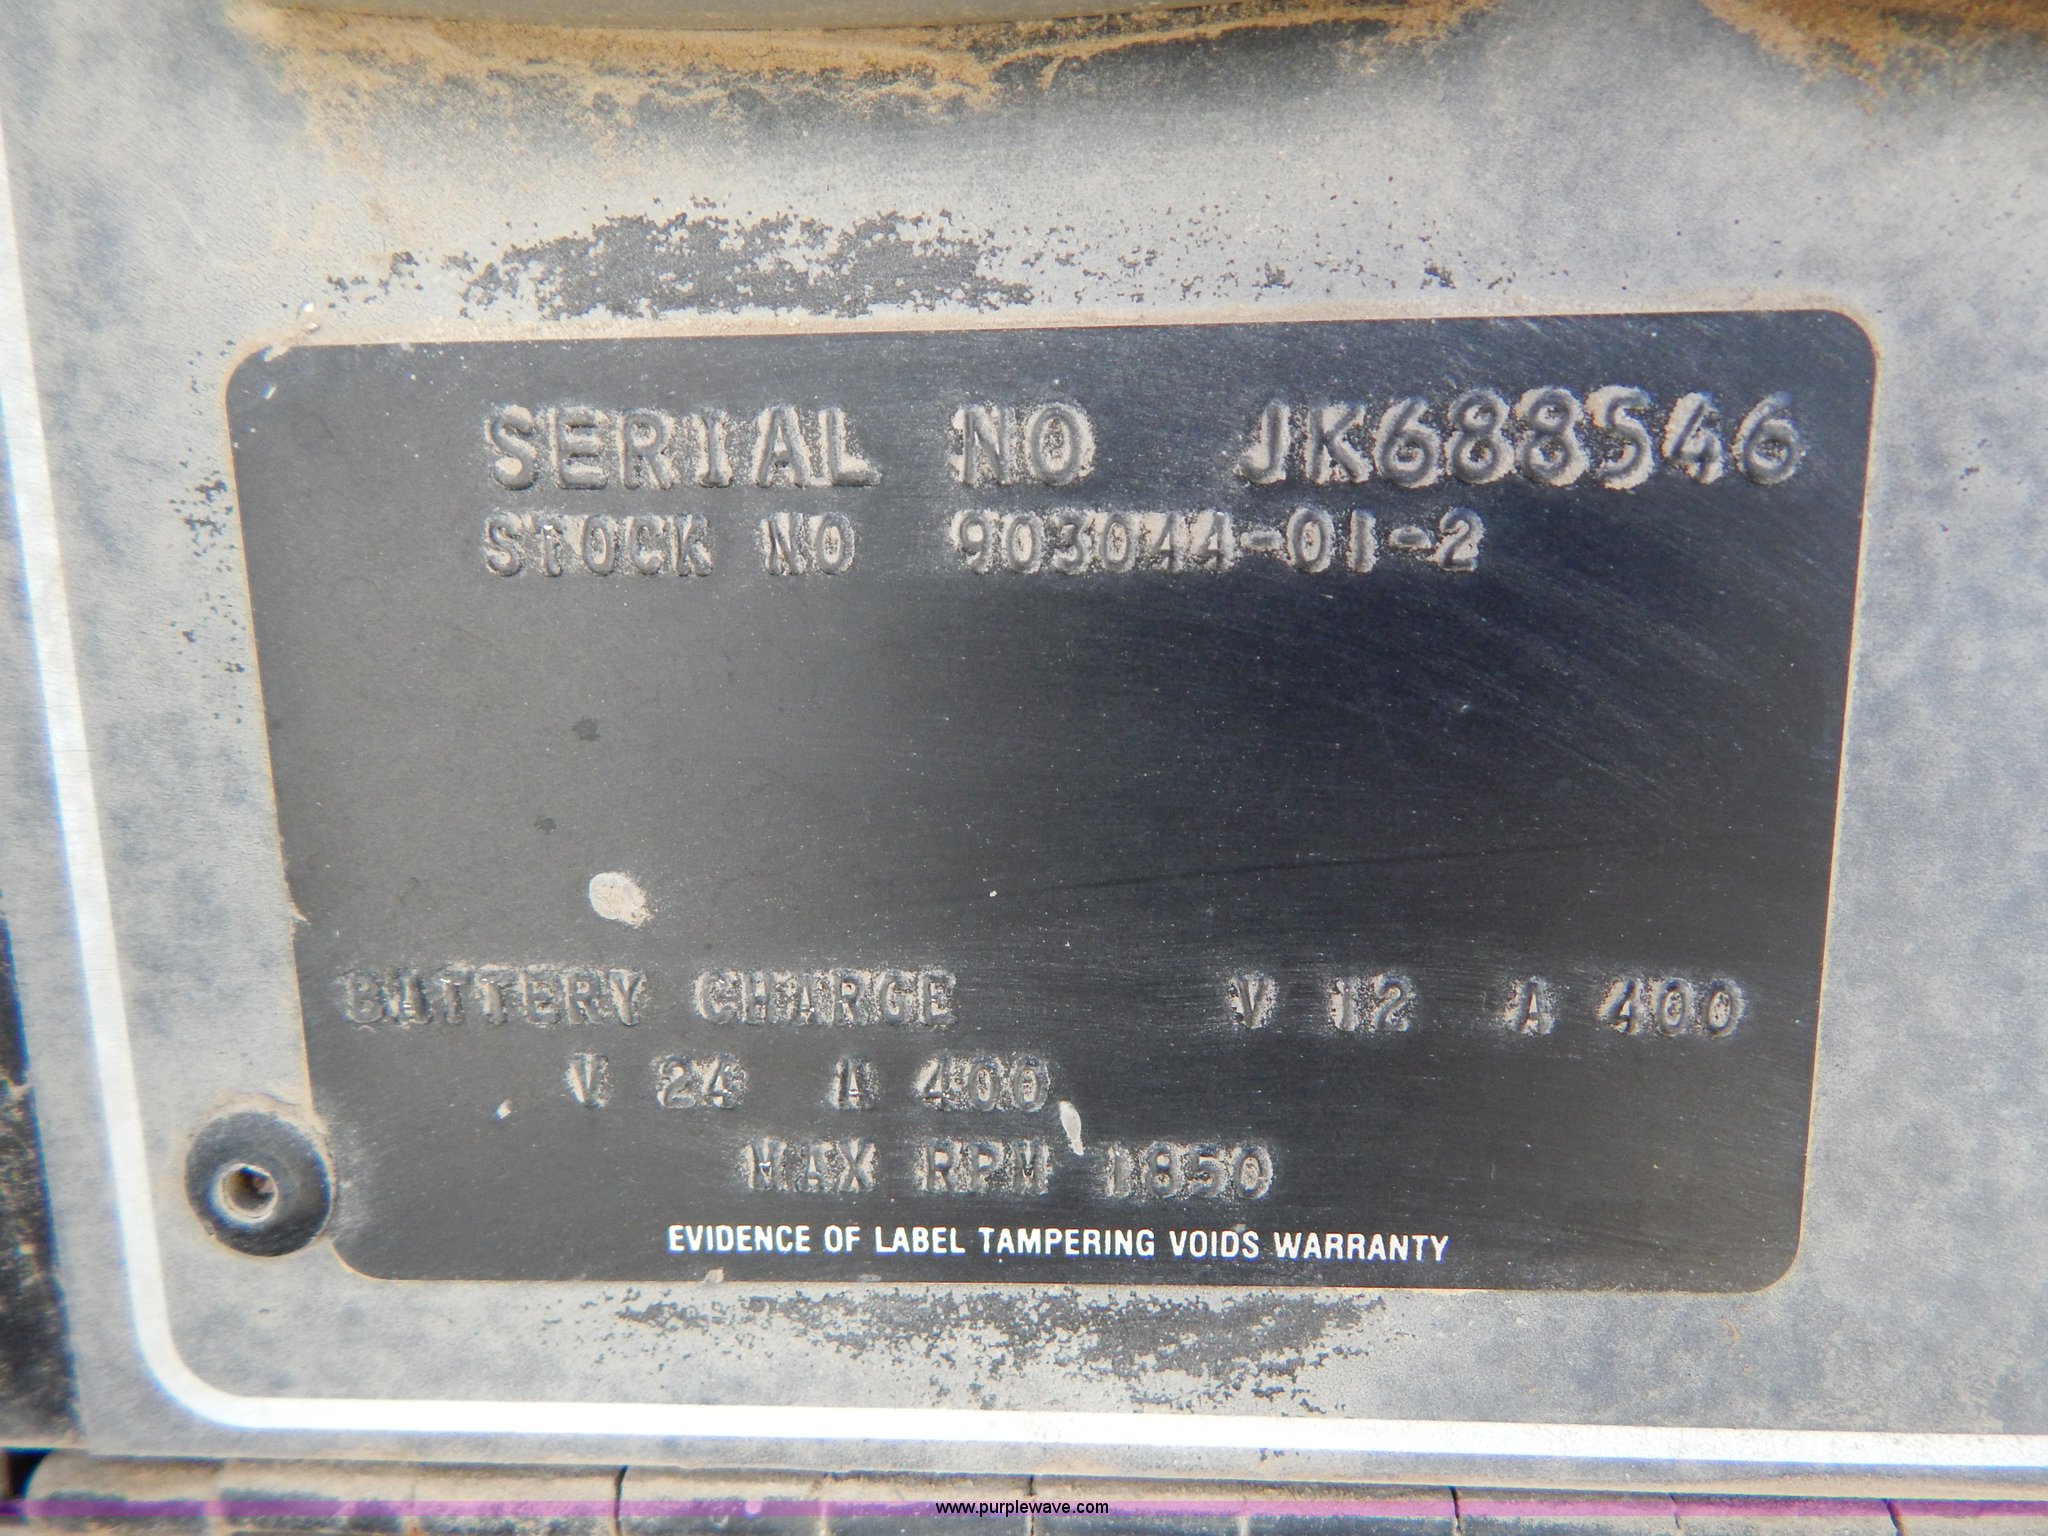 SERIAL NO JK688546
STOCK NO 903044-01-2
BATTERY CHARGE V 12 A 400
V 24 A 400
MAX RPM 1850
EVIDENCE OF LABEL TAMPERING VOIDS WARRANTY
www.purplewave.com